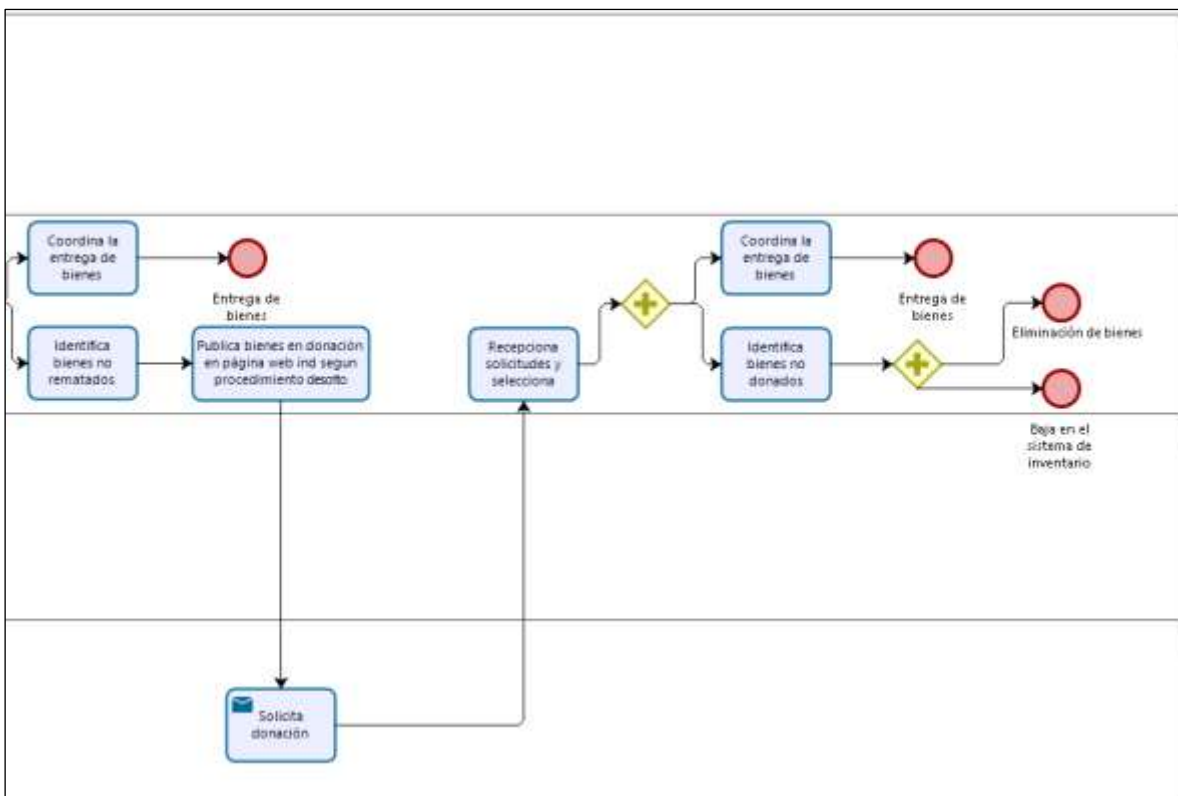 Coordina la
entrega de
bienes
Entrega de
bienes
Identifica
bienes no
rematados
Publica bienes en donación
en página web ind segun
procedimiento
Recepciona
solicitudes y
selecciona
Coordina la
entrega de
bienes
Entrega de
bienes
Identifica
bienes no
donados
Eliminación de bienes
Baja en el
sistema de
inventario
Solicita
donación